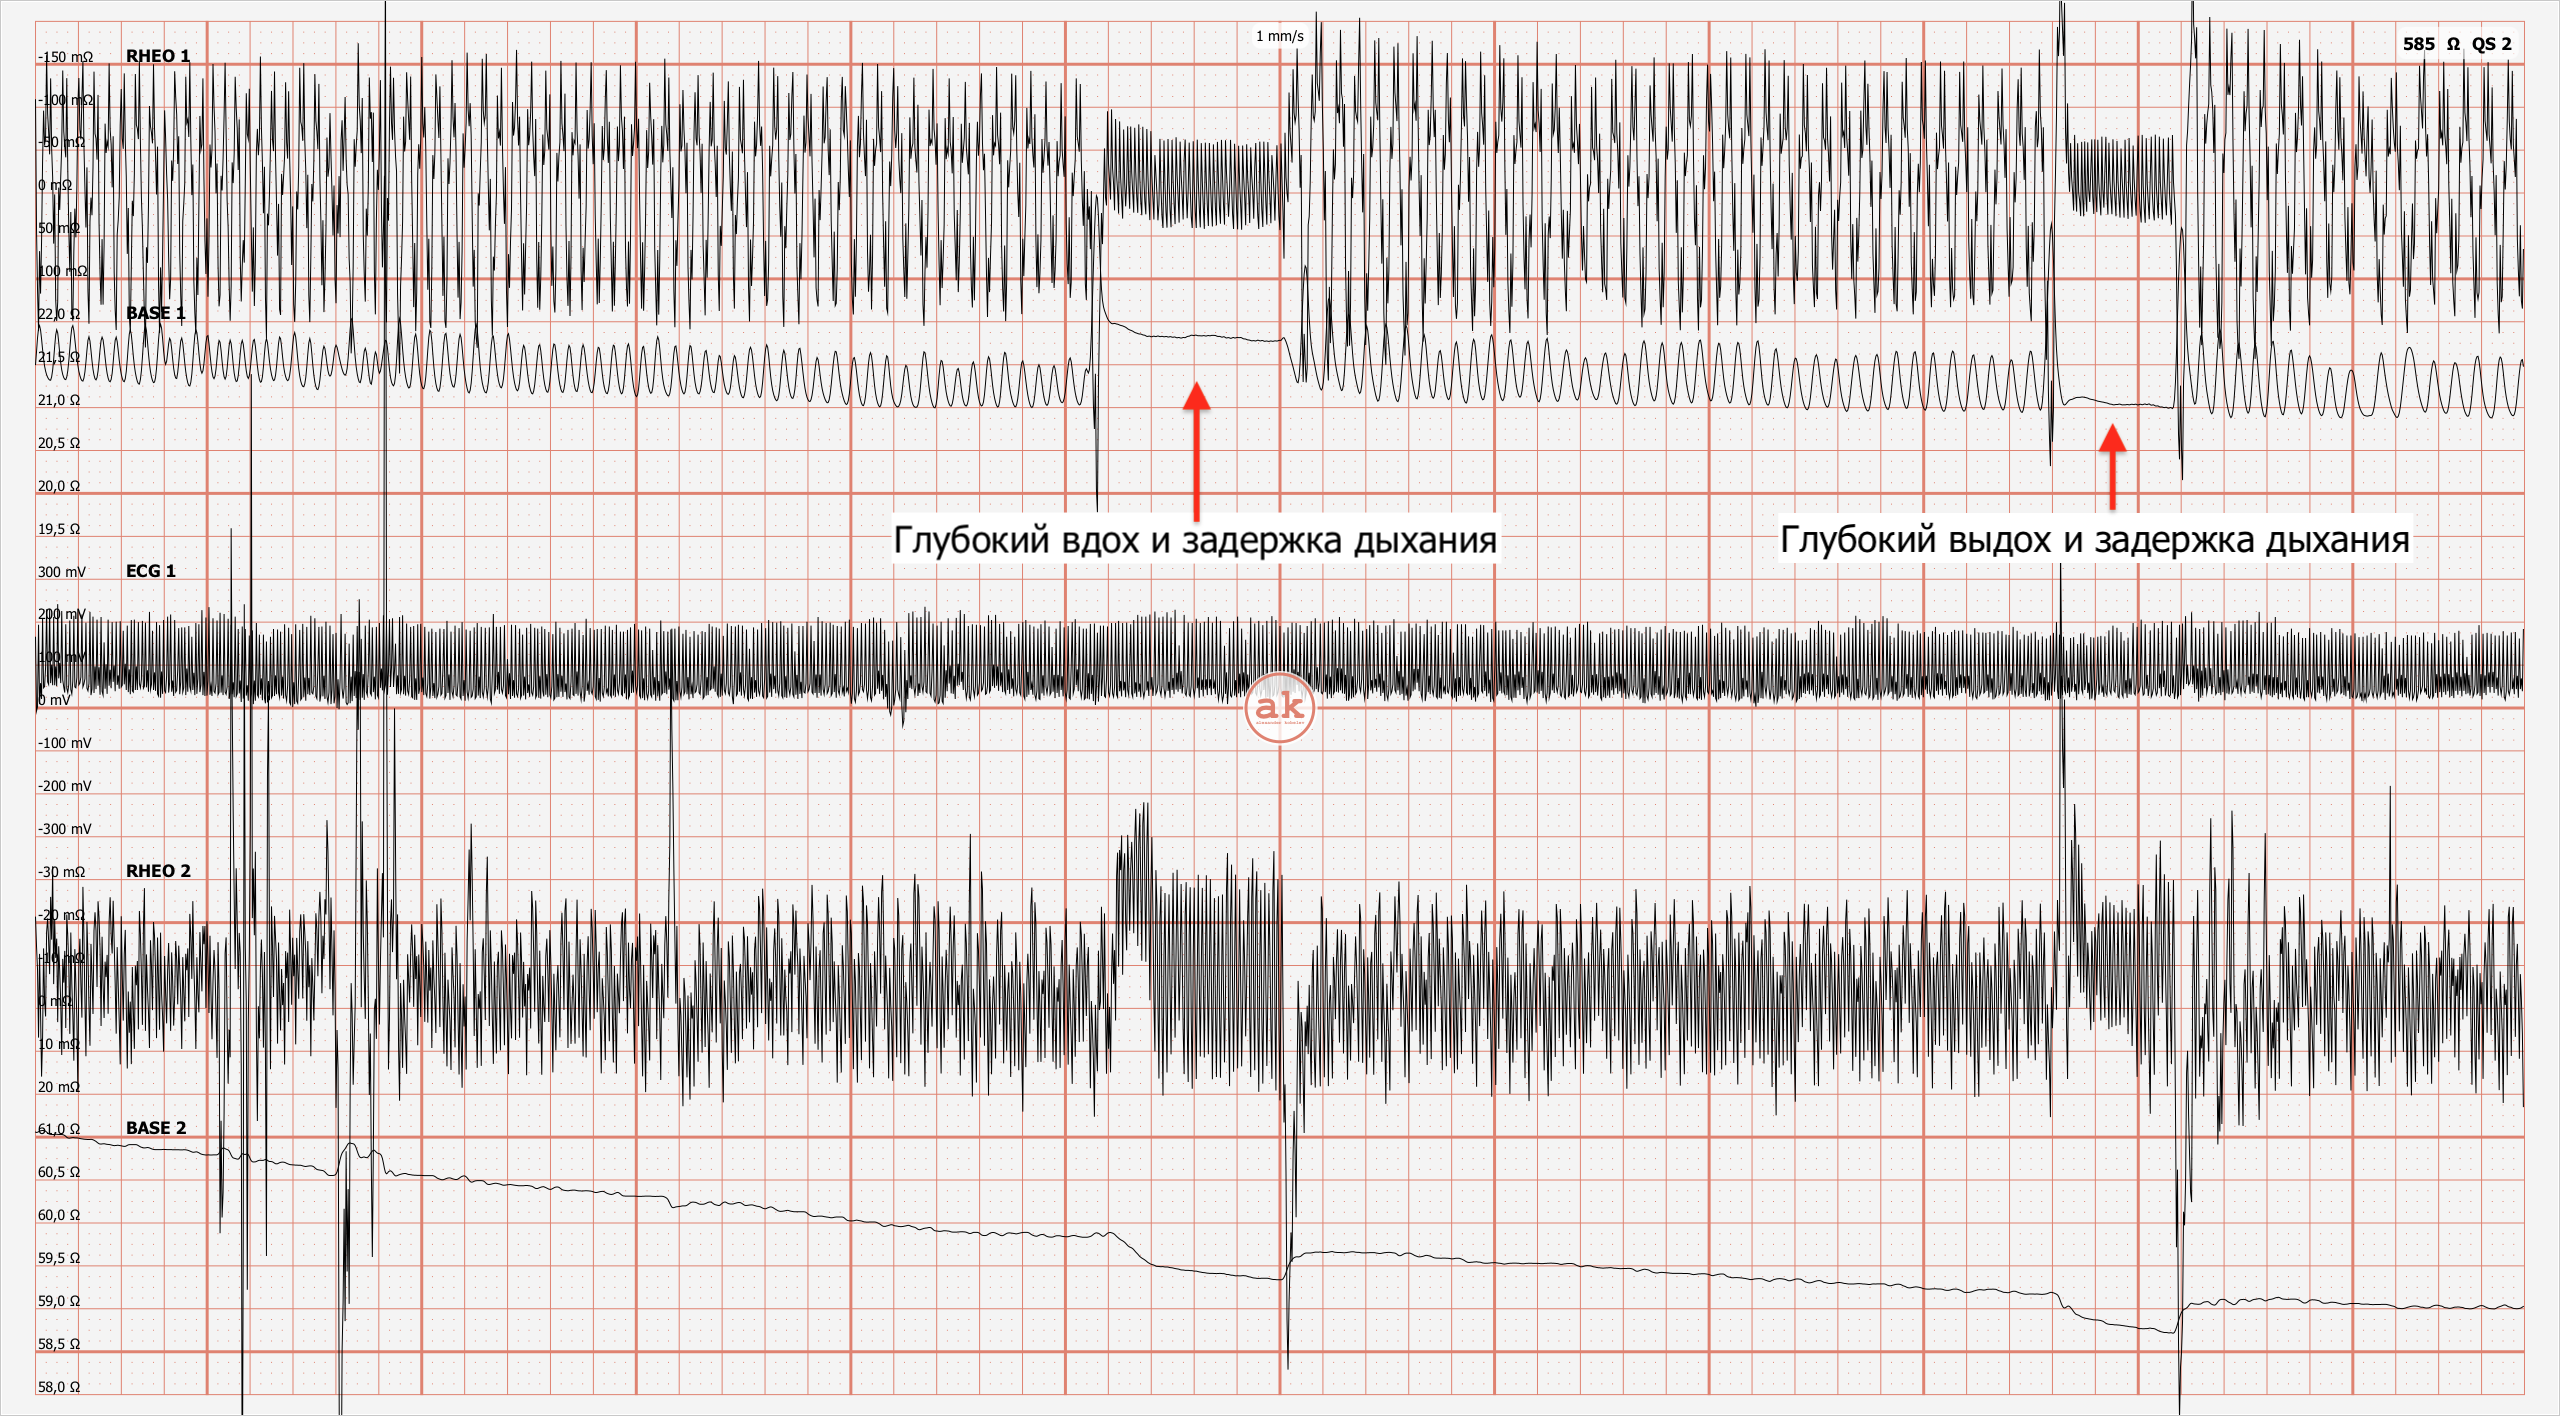 1 mm/s
585 Ω QS 2
RHEO 1
-150 mΩ
-100 mΩ
-50 mΩ
0 mΩ
50 mΩ
100 mΩ
BASE 1
22,0 Ω
21,5 Ω
21,0 Ω
20,5 Ω
20,0 Ω
19,5 Ω
Глубокий вдох и задержка дыхания
Глубокий выдох и задержка дыхания
ECG 1
300 mV
200 mV
100 mV
0 mV
-100 mV
-200 mV
-300 mV
ak
RHEO 2
-30 mΩ
-20 mΩ
-10 mΩ
0 mΩ
10 mΩ
20 mΩ
BASE 2
61,0 Ω
60,5 Ω
60,0 Ω
59,5 Ω
59,0 Ω
58,5 Ω
58,0 Ω